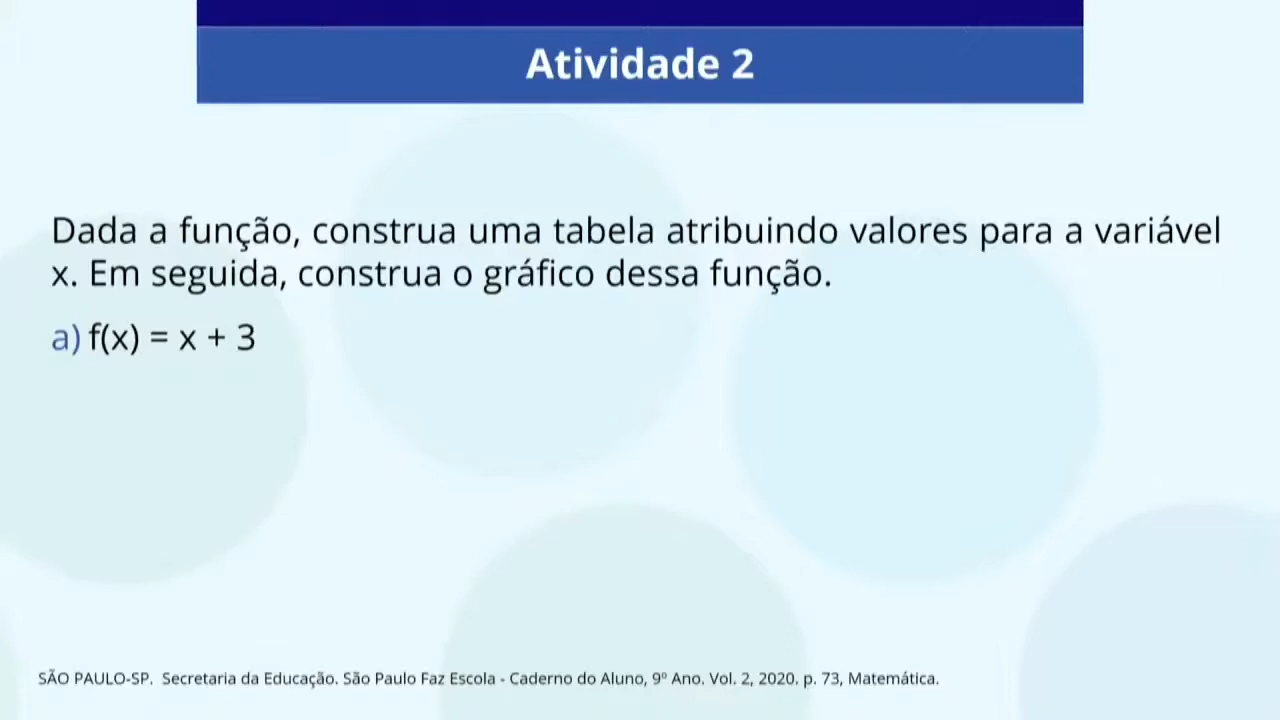 Atividade 2
Dada a função, construa uma tabela atribuindo valores para a variável
x. Em seguida, construa o gráfico dessa função.
a) f(x) = x + 3
SÃO PAULO-SP. Secretaria da Educação. São Paulo Faz Escola - Caderno do Aluno, 9º Ano. Vol. 2, 2020. p. 73, Matemática.